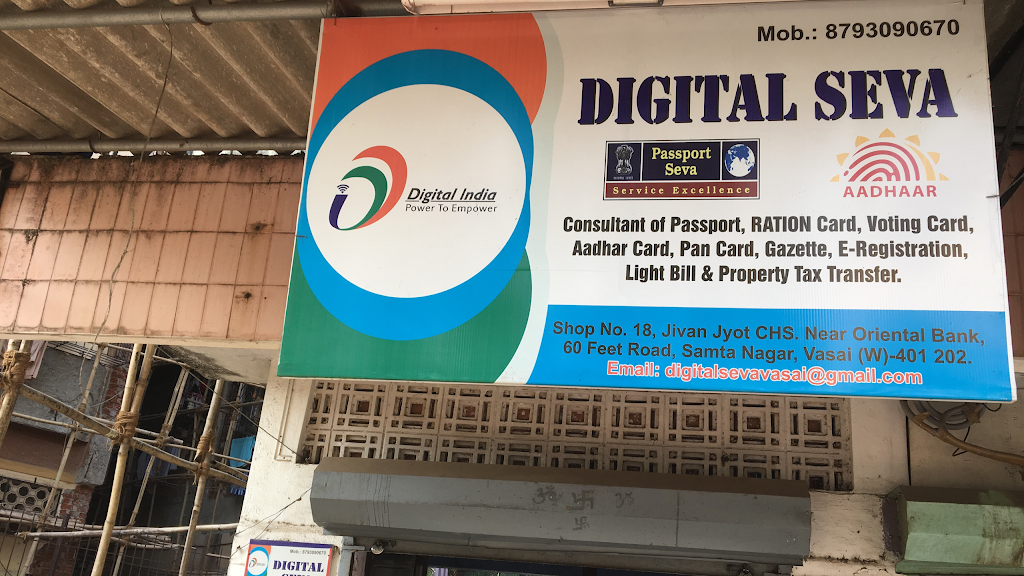 Mob.: 8793090670
DIGITAL SEVA
Digital India
Power To Empower
Passport
Seva
Service Excellence
AADHAAR
Consultant of Passport, RATION Card, Voting Card,
Aadhar Card, Pan Card, Gazette, E-Registration,
Light Bill & Property Tax Transfer.
Shop No. 18, Jivan Jyot CHS. Near Oriental Bank,
60 Feet Road, Samta Nagar, Vasai (W)-401 202.
Email: digitalsevavasai@gmail.com
Mob.: 8793090670
DIGITAL